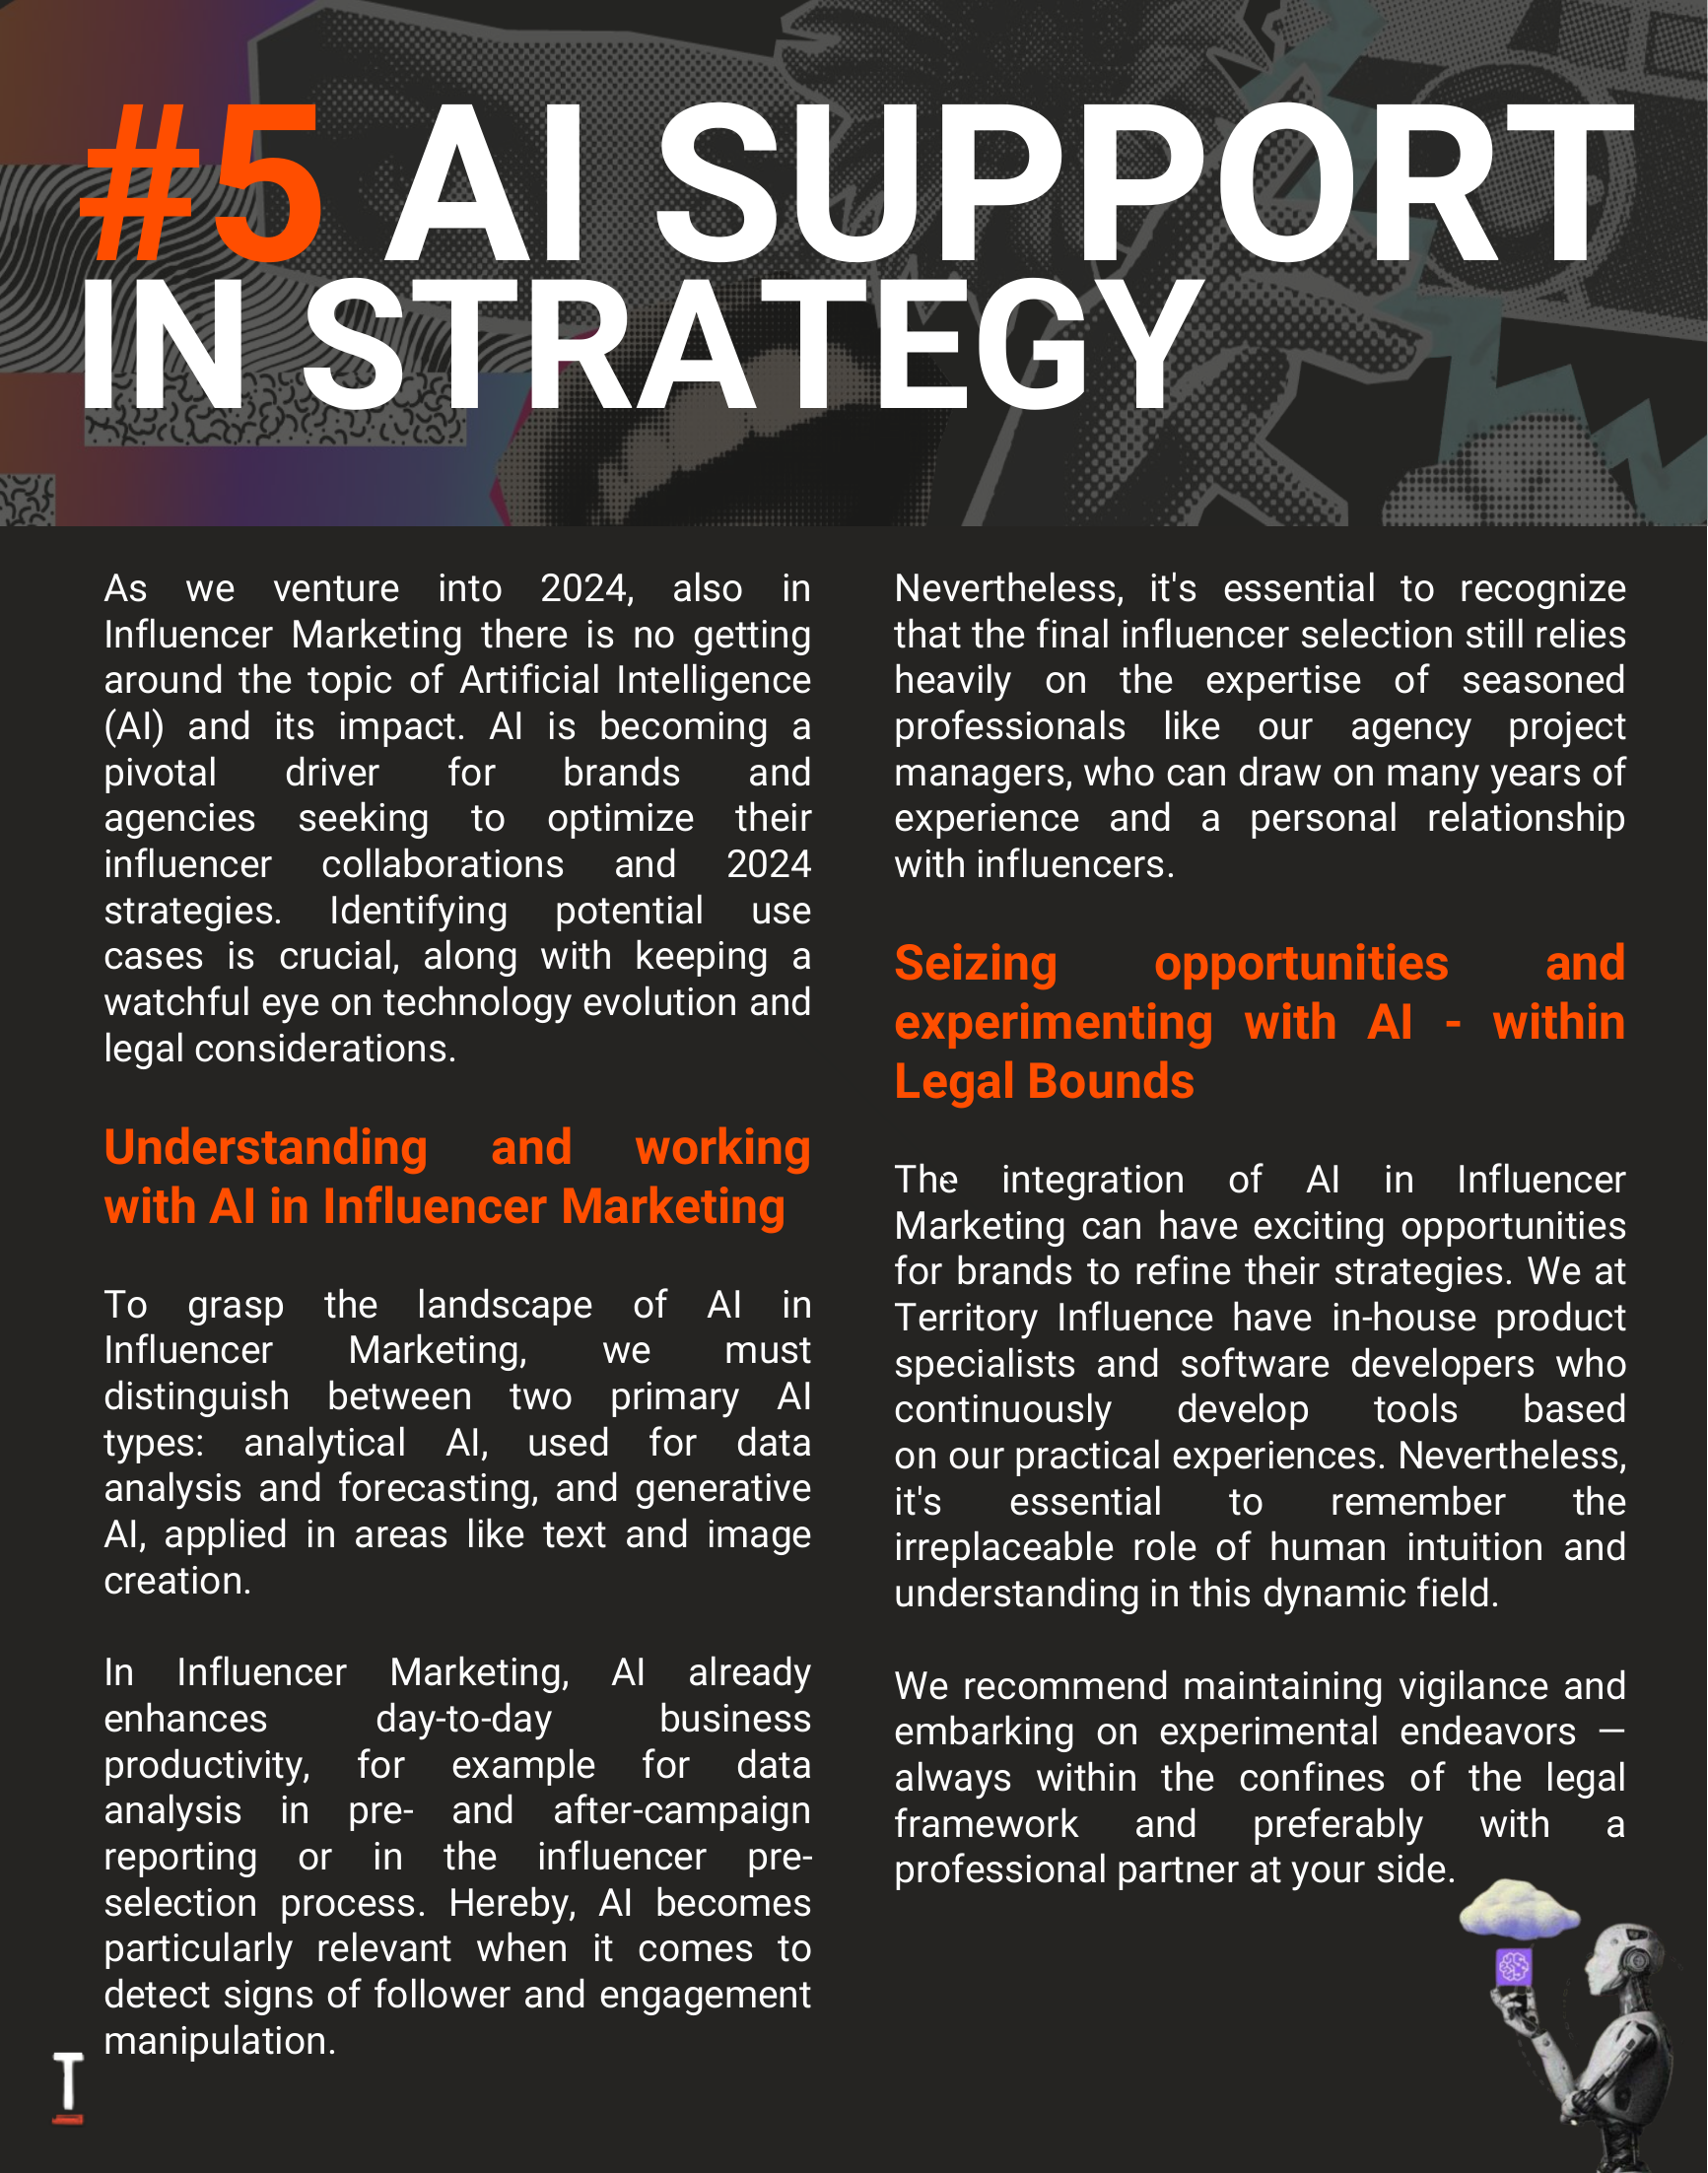 #5 AI SUPPORT
IN STRATEGY
As we venture into 2024, also in
Influencer Marketing there is no getting
around the topic of Artificial Intelligence
(AI) and its impact. AI is becoming a
pivotal driver for brands and
agencies seeking to optimize their
influencer collaborations and 2024
strategies. Identifying potential use
cases is crucial, along with keeping a
watchful eye on technology evolution and
legal considerations.
Understanding and working
with AI in Influencer Marketing
To grasp the landscape of AI in
Influencer Marketing, we must
distinguish between two primary AI
types: analytical AI, used for data
analysis and forecasting, and generative
AI, applied in areas like text and image
creation.
In Influencer Marketing, AI already
enhances day-to-day business
productivity, for example for data
analysis in pre- and after-campaign
reporting or in the influencer pre-
selection process. Hereby, AI becomes
particularly relevant when it comes to
detect signs of follower and engagement
manipulation.
Nevertheless, it's essential to recognize
that the final influencer selection still relies
heavily on the expertise of seasoned
professionals like our agency project
managers, who can draw on many years of
experience and a personal relationship
with influencers.
Seizing opportunities and
experimenting with AI - within
Legal Bounds
The integration of AI in Influencer
Marketing can have exciting opportunities
for brands to refine their strategies. We at
Territory Influence have in-house product
specialists and software developers who
continuously develop tools based
on our practical experiences. Nevertheless,
it's essential to remember the
irreplaceable role of human intuition and
understanding in this dynamic field.
We recommend maintaining vigilance and
embarking on experimental endeavors —
always within the confines of the legal
framework and preferably with a
professional partner at your side.
T